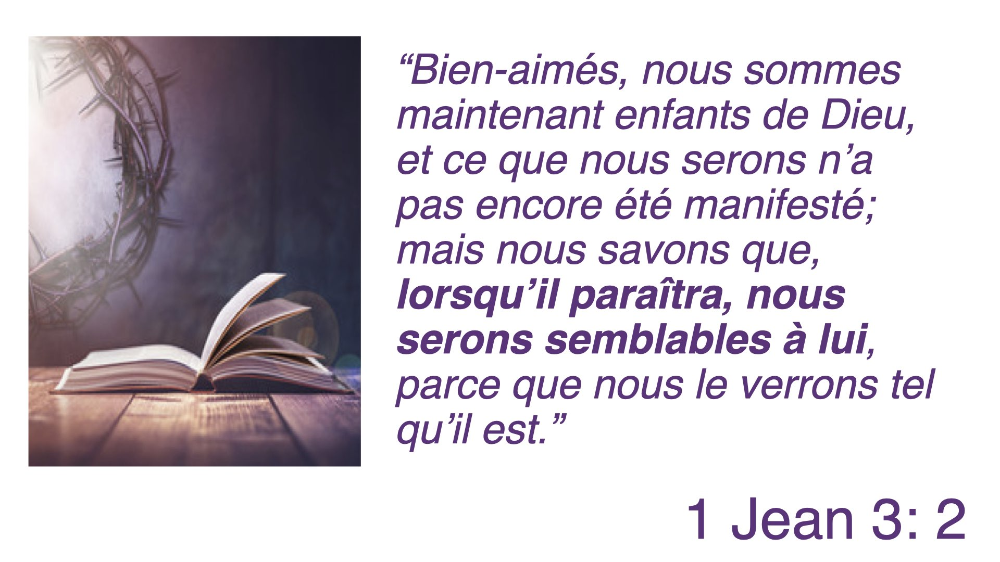 “Bien-aimés, nous sommes
maintenant enfants de Dieu,
et ce que nous serons n’a
pas encore été manifesté;
mais nous savons que,
lorsqu’il paraîtra, nous
serons semblables à lui,
parce que nous le verrons tel
qu’il est.”
1 Jean 3: 2